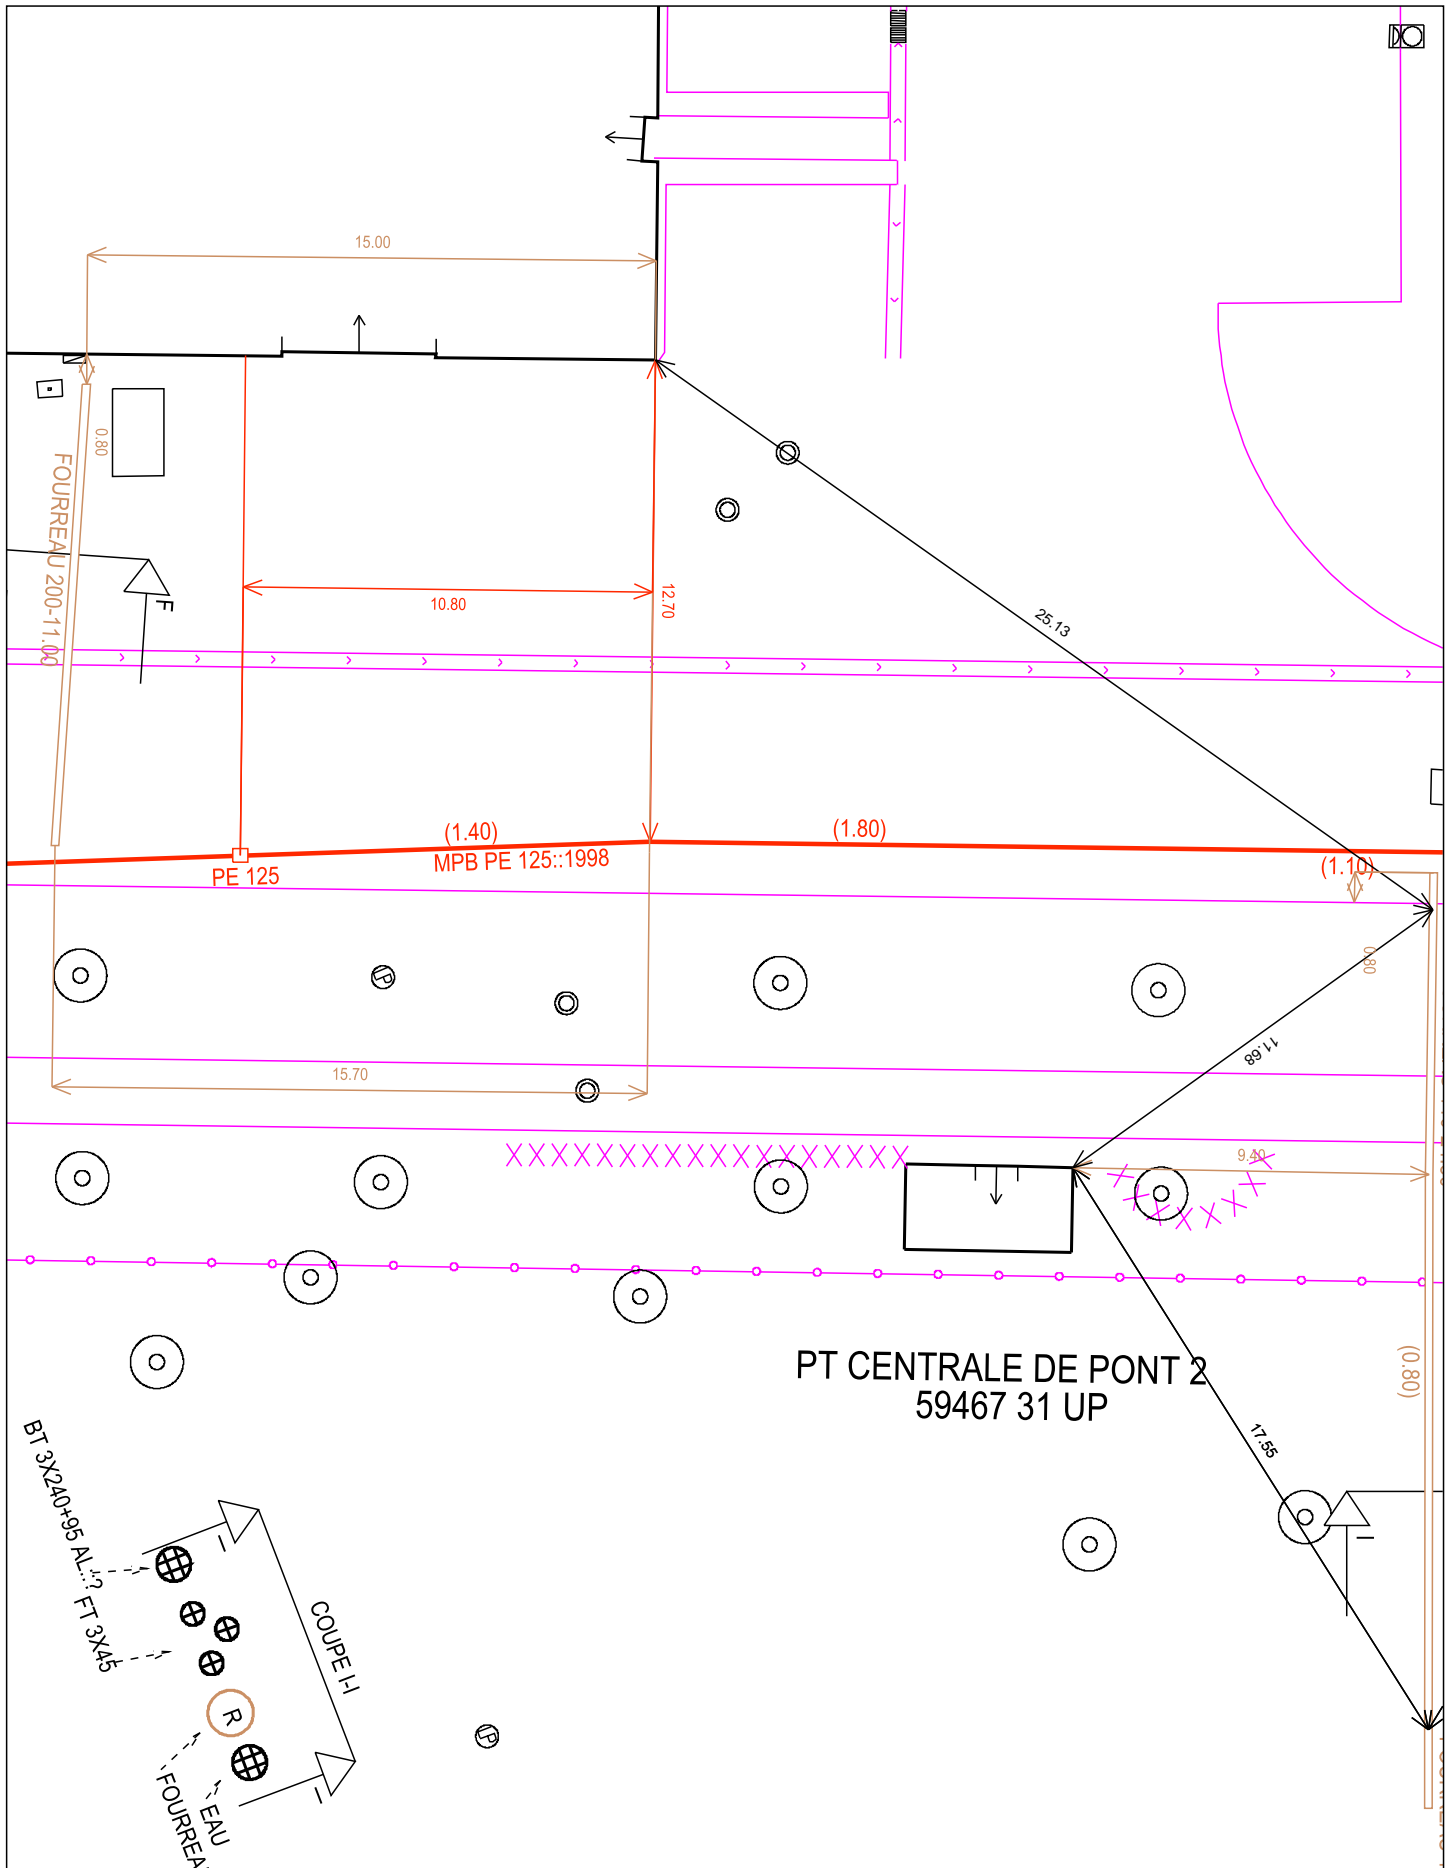 15.00
0.80
FOURREAU 200-11.00
F
10.80
12.70
25.13
(1.40)
(1.80)
MPB PE 125::1998
PE 125
(1.10)
0.80
LP
11.68
15.70
9.40
PT CENTRALE DE PONT 2
59467 31 UP
(0.80)
17.55
I
BT 3X240+95 AL..?
FT 3X45
I
COUPE I-I
R
I
EAU
LP